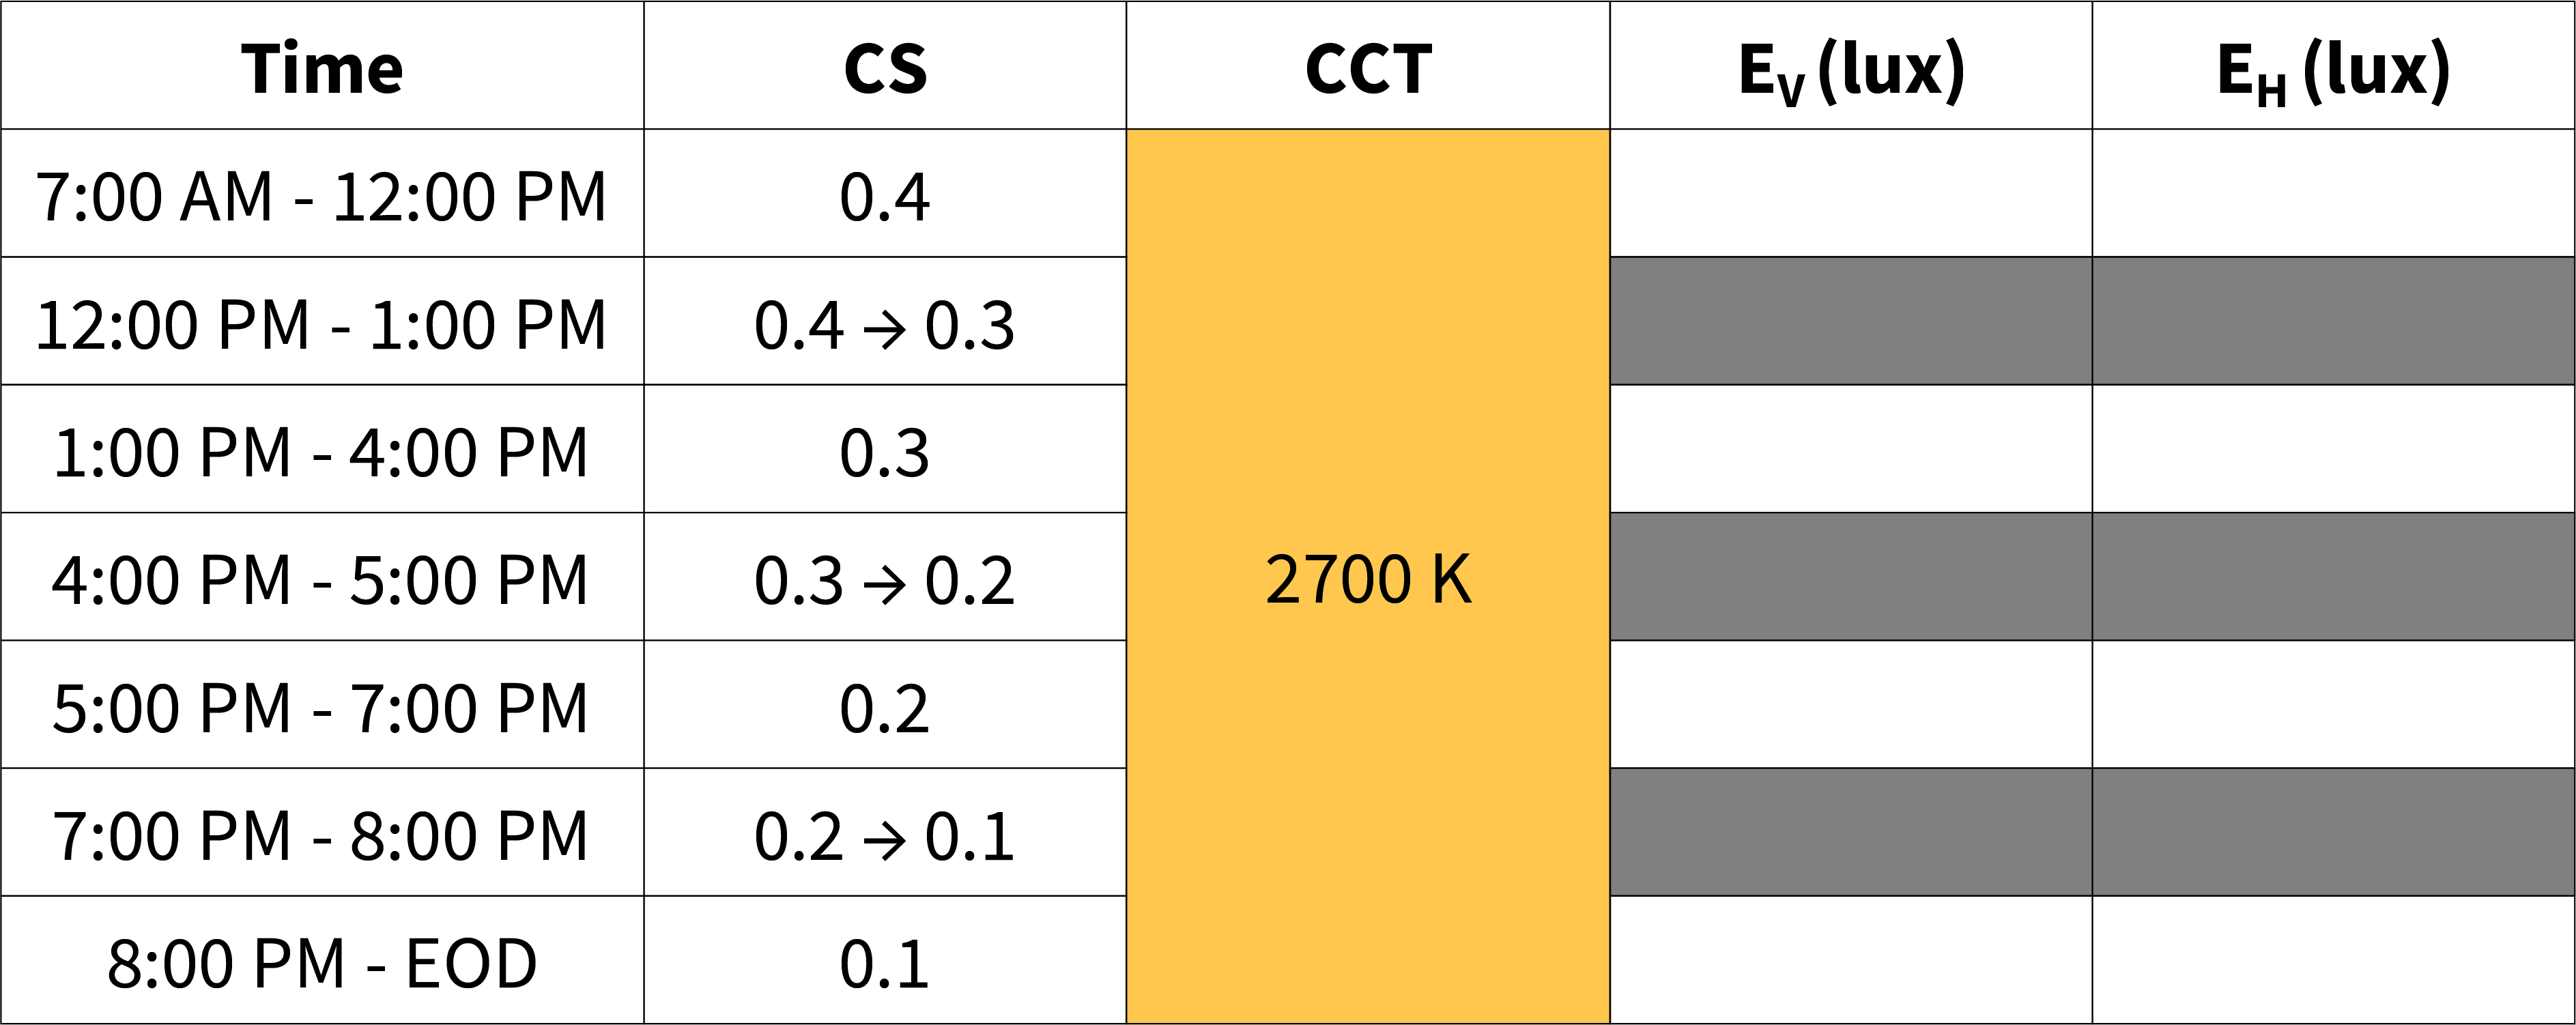 Time CS CCT EV (lux) EH (lux)
7:00 AM - 12:00 PM 0.4
12:00 PM - 1:00 PM 0.4 → 0.3
1:00 PM - 4:00 PM 0.3
4:00 PM - 5:00 PM 0.3 → 0.2 2700 K
5:00 PM - 7:00 PM 0.2
7:00 PM - 8:00 PM 0.2 → 0.1
8:00 PM - EOD 0.1